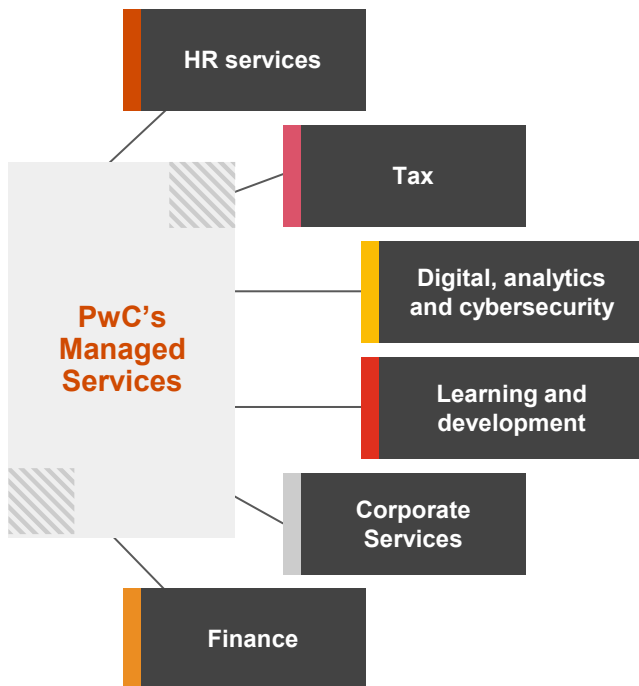 HR services
Tax
Digital, analytics
and cybersecurity
PwC’s
Managed
Services
Learning and
development
Corporate
Services
Finance